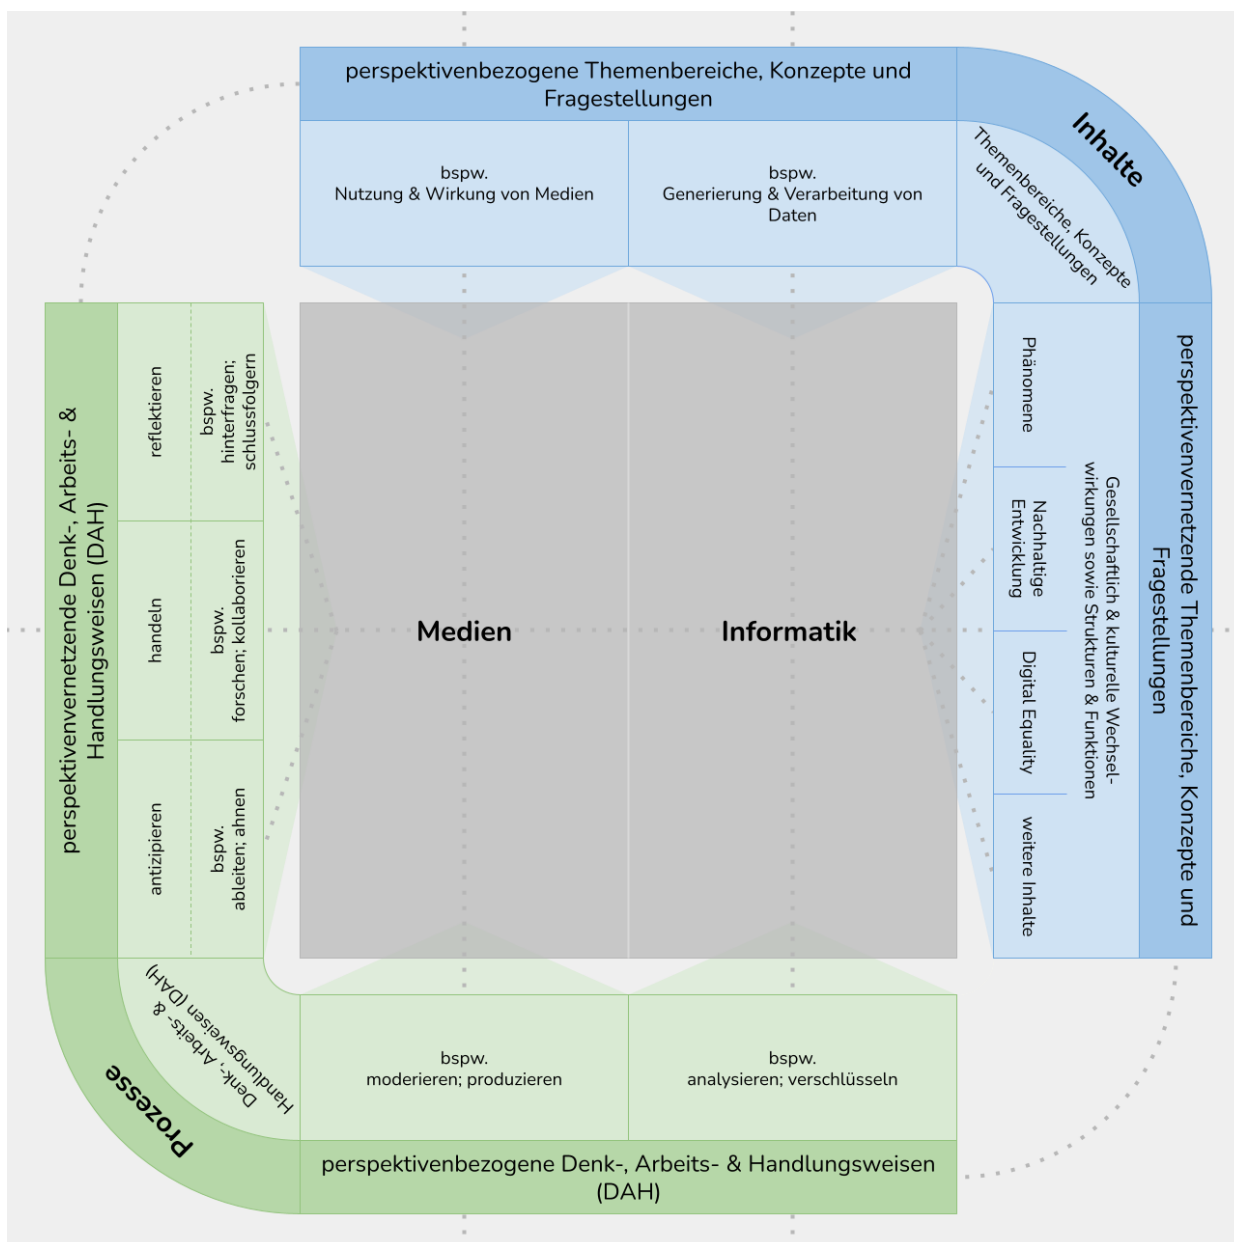 perspektivenbezogene Themenbereiche, Konzepte und
Fragestellungen
Inhalte
bspw.
Nutzung & Wirkung von Medien
bspw.
Generierung & Verarbeitung von
Daten
Themenbereiche, Konzepte
und Fragestellungen
perspektivenvernetzende Denk-, Arbeits- &
Handlungsweisen (DAH)
reflektieren
bspw.
hinterfragen;
schlussfolgern
handeln
bspw.
forschen; kollaborieren
antizipieren
bspw.
ableiten; ahnen
Medien
Informatik
Phänomene
Nachhaltige
Entwicklung
Digital Equality
weitere Inhalte
Gesellschaftlich & kulturelle Wechsel-
wirkungen sowie Strukturen & Funktionen
perspektivenvernetzende Themenbereiche, Konzepte und
Fragestellungen
Denk-, Arbeits- &
Handlungsweisen (DAH)
Prozesse
bspw.
moderieren; produzieren
bspw.
analysieren; verschlüsseln
perspektivenbezogene Denk-, Arbeits- & Handlungsweisen
(DAH)